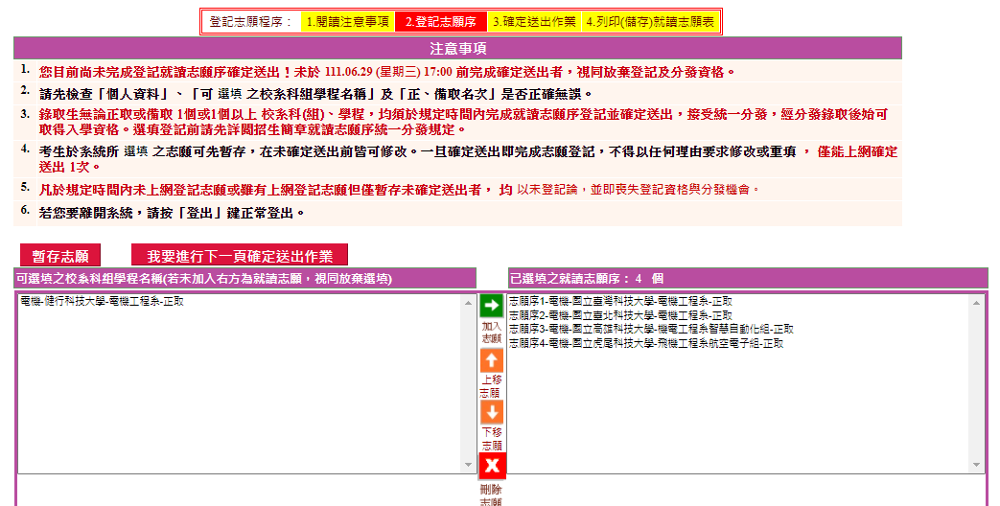 登記志願程序： 1.閱讀注意事項 2.登記志願序 3.確定送出作業 4.列印(儲存)就讀志願表
注意事項
1. 您目前尚未完成登記就讀志願序確定送出！未於 111.06.29 (星期三) 17:00 前完成確定送出者，視同放棄登記及分發資格。
2. 請先檢查「個人資料」、「可 選填 之校系科組學程名稱」及「正、備取名次」是否正確無誤。
3. 錄取生無論正取或備取 1個或1個以上 校系科(組)、學程，均須於規定時間內完成就讀志願序登記並確定送出，接受統一分發，經分發錄取後始可
取得入學資格。選填登記前請先詳閱招生簡章就讀志願序統一分發規定。
4. 考生於系統所 選填 之志願可先暫存，在未確定送出前皆可修改。一旦確定送出即完成志願登記，不得以任何理由要求修改或重填 ， 僅能上網確定
送出 1次。
5. 凡於規定時間內未上網登記志願或雖有上網登記志願但僅暫存未確定送出者， 均 以未登記論，並即喪失登記資格與分發機會。
6. 若您要離開系統，請按「登出」鍵正常登出。
暫存志願 我要進行下一頁確定送出作業
可選填之校系科組學程名稱(若未加入右方為就讀志願，視同放棄選填) 已選填之就讀志願序： 4 個
電機-健行科技大學-電機工程系-正取
志願序1-電機-國立臺灣科技大學-電機工程系-正取
志願序2-電機-國立臺北科技大學-電機工程系-正取
志願序3-電機-國立高雄科技大學-機電工程系智慧自動化組-正取
志願序4-電機-國立虎尾科技大學-飛機工程系航空電子組-正取
加入
志願
上移
志願
下移
志願
刪除
志願